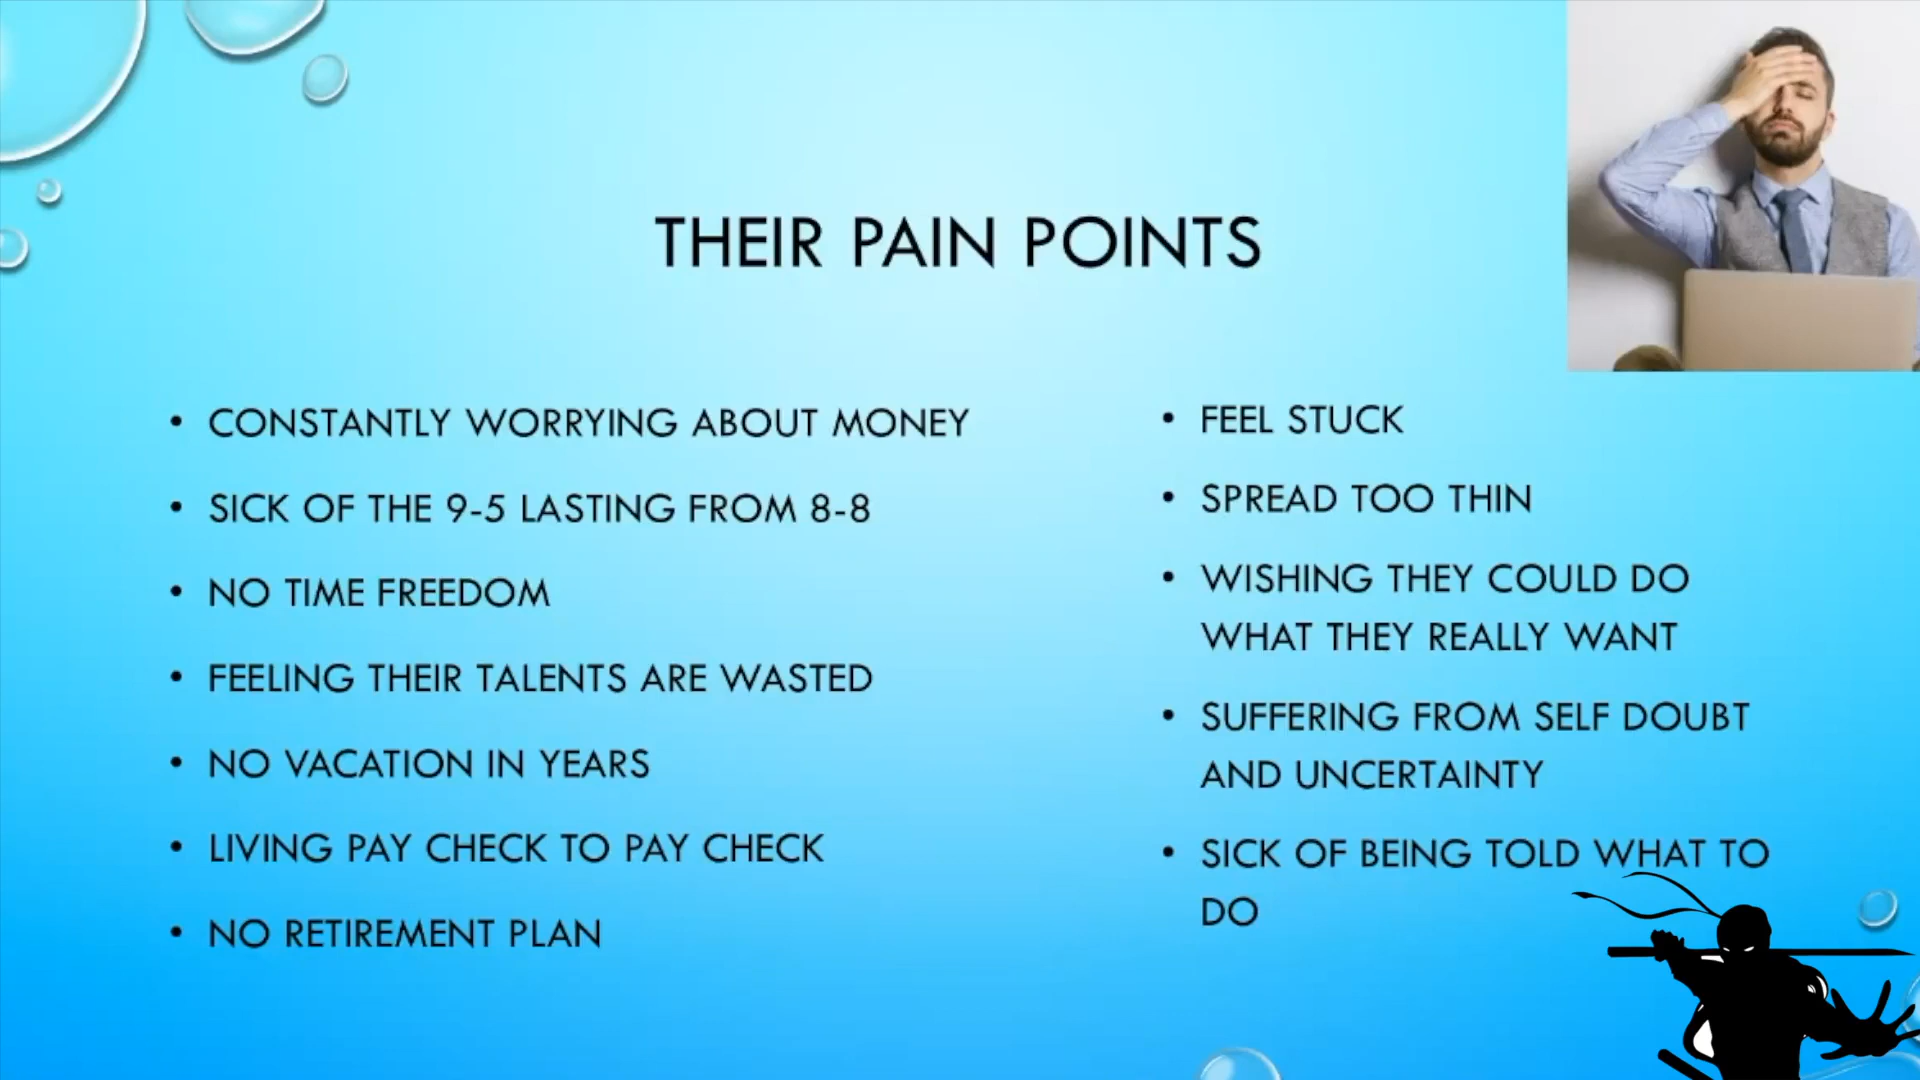 THEIR PAIN POINTS
• CONSTANTLY WORRYING ABOUT MONEY
• SICK OF THE 9-5 LASTING FROM 8-8
• NO TIME FREEDOM
• FEELING THEIR TALENTS ARE WASTED
• NO VACATION IN YEARS
• LIVING PAY CHECK TO PAY CHECK
• NO RETIREMENT PLAN
• FEEL STUCK
• SPREAD TOO THIN
• WISHING THEY COULD DO
WHAT THEY REALLY WANT
• SUFFERING FROM SELF DOUBT
AND UNCERTAINTY
• SICK OF BEING TOLD WHAT TO
DO